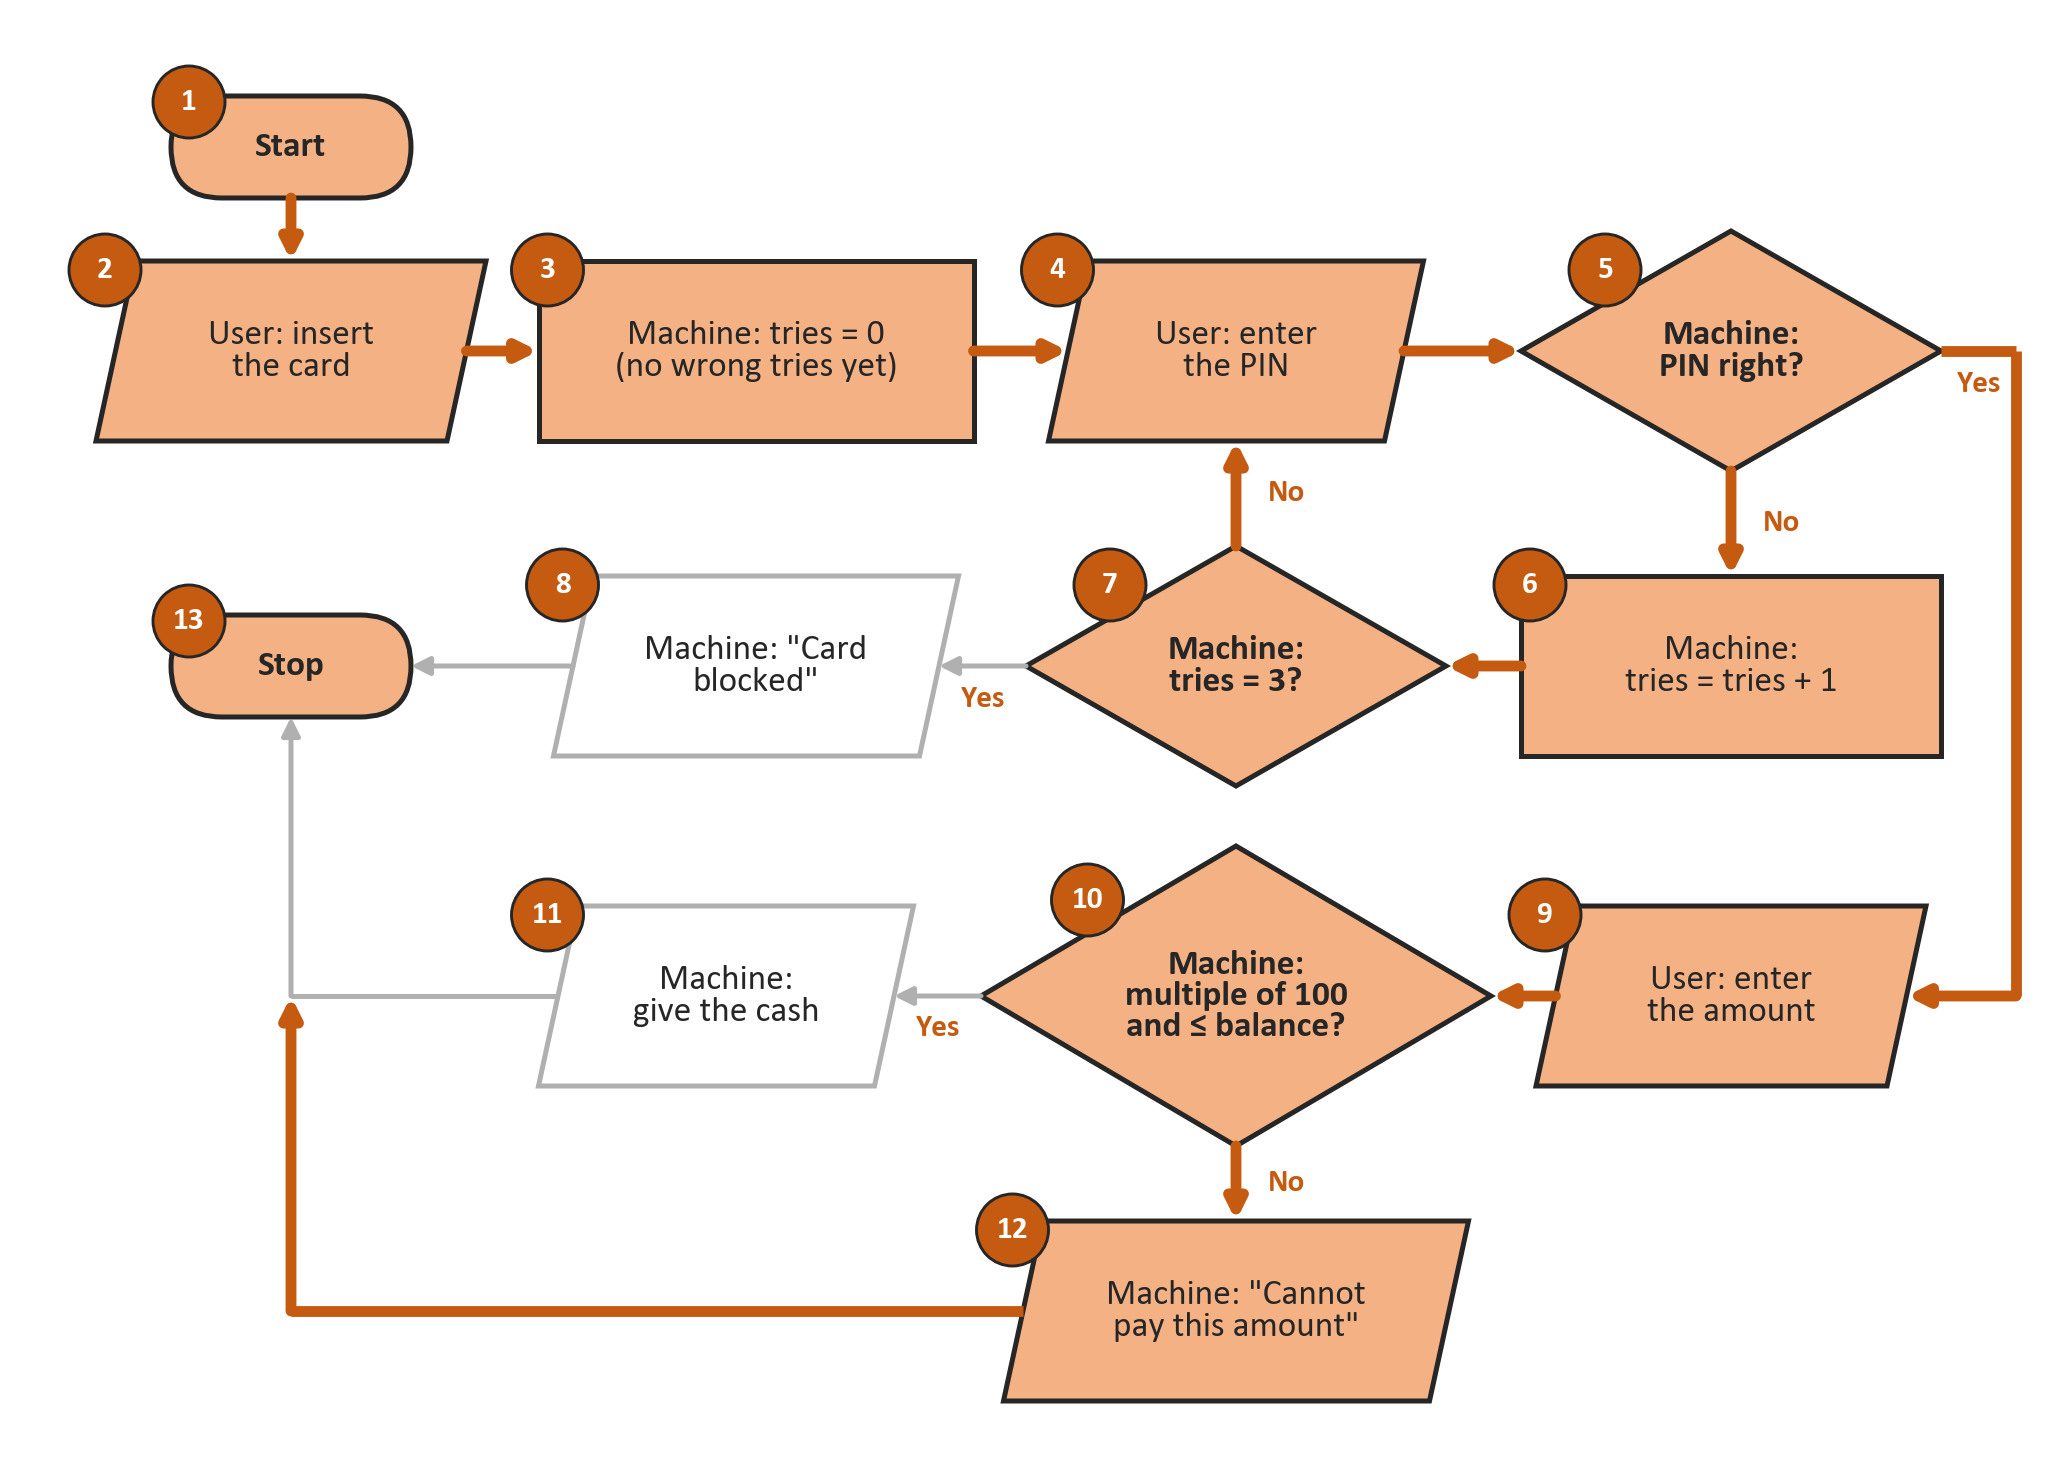 1
Start
2
User: insert
the card
3
Machine: tries = 0
(no wrong tries yet)
4
User: enter
the PIN
5
Machine:
PIN right?
Yes
No
No
13
Stop
8
Machine: "Card
blocked"
Yes
7
Machine:
tries = 3?
6
Machine:
tries = tries + 1
11
Machine:
give the cash
Yes
10
Machine:
multiple of 100
and ≤ balance?
9
User: enter
the amount
No
12
Machine: "Cannot
pay this amount"